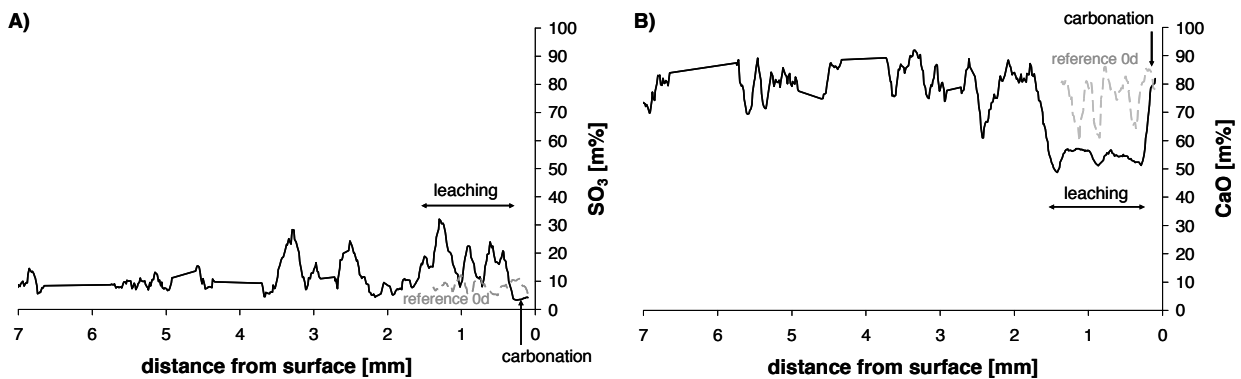 A)
100
90
80
70
60
50
40
30
20
10
0
SO₃ [m%]
leaching
reference 0d
carbonation
7 6 5 4 3 2 1 0
distance from surface [mm]
B)
carbonation
reference 0d
100
90
80
70
60
50
40
30
20
10
0
CaO [m%]
leaching
7 6 5 4 3 2 1 0
distance from surface [mm]